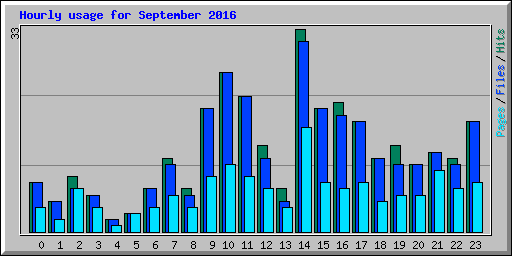 Hourly usage for September 2016
33
Pages/Files/Hits
0 1 2 3 4 5 6 7 8 9 10 11 12 13 14 15 16 17 18 19 20 21 22 23